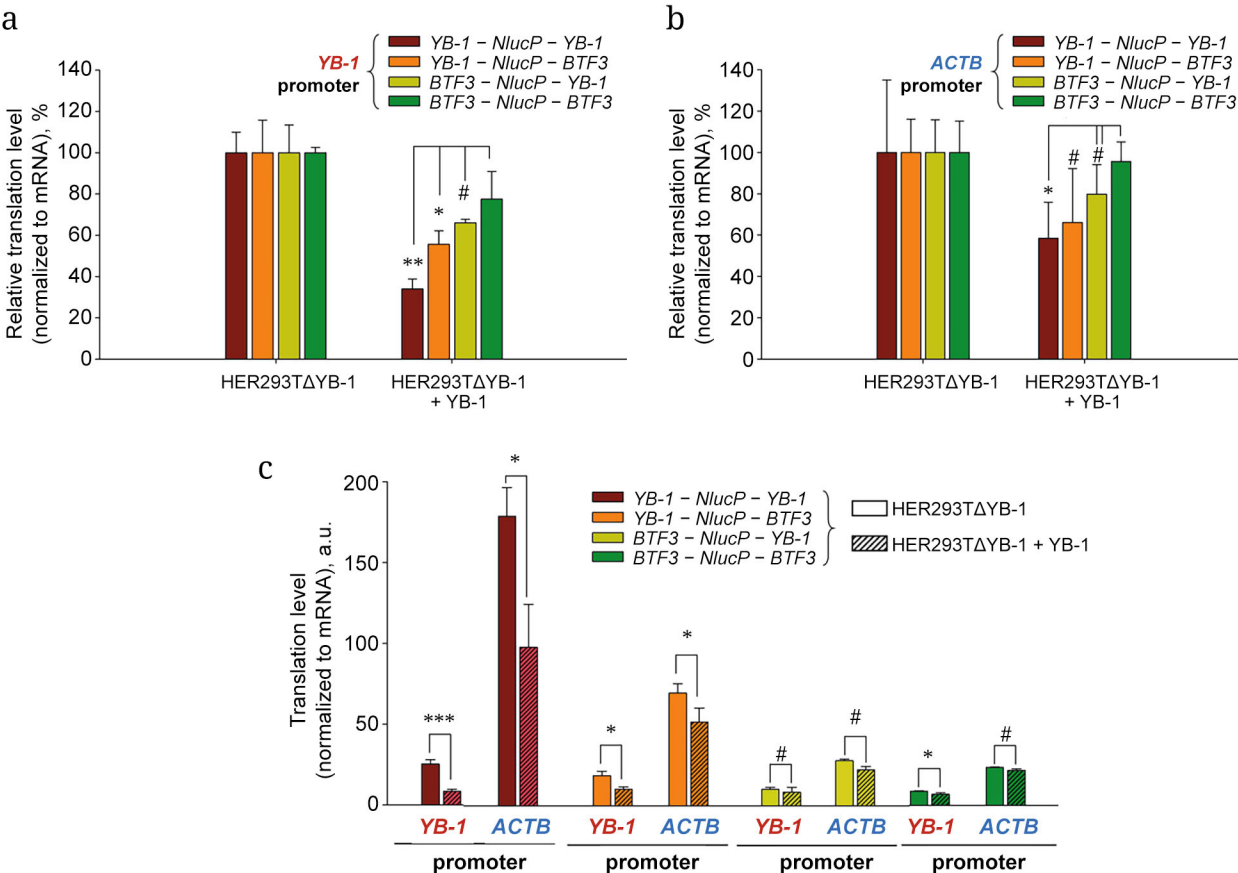 a
YB-1
promoter
YB-1 – NlucP – YB-1
YB-1 – NlucP – BTF3
BTF3 – NlucP – YB-1
BTF3 – NlucP – BTF3
Relative translation level
(normalized to mRNA), %
140
120
100
80
60
40
20
0
**
*
#
HER293TΔYB-1
HER293TΔYB-1
+ YB-1
b
ACTB
promoter
YB-1 – NlucP – YB-1
YB-1 – NlucP – BTF3
BTF3 – NlucP – YB-1
BTF3 – NlucP – BTF3
Relative translation level
(normalized to mRNA), %
140
120
100
80
60
40
20
0
*
#
#
HER293TΔYB-1
HER293TΔYB-1
+ YB-1
c
YB-1 – NlucP – YB-1
YB-1 – NlucP – BTF3
BTF3 – NlucP – YB-1
BTF3 – NlucP – BTF3
HER293TΔYB-1
HER293TΔYB-1 + YB-1
Translation level
(normalized to mRNA), a.u.
200
150
100
50
0
***
*
*
*
#
#
*
#
YB-1 ACTB YB-1 ACTB YB-1 ACTB YB-1 ACTB
promoter promoter promoter promoter